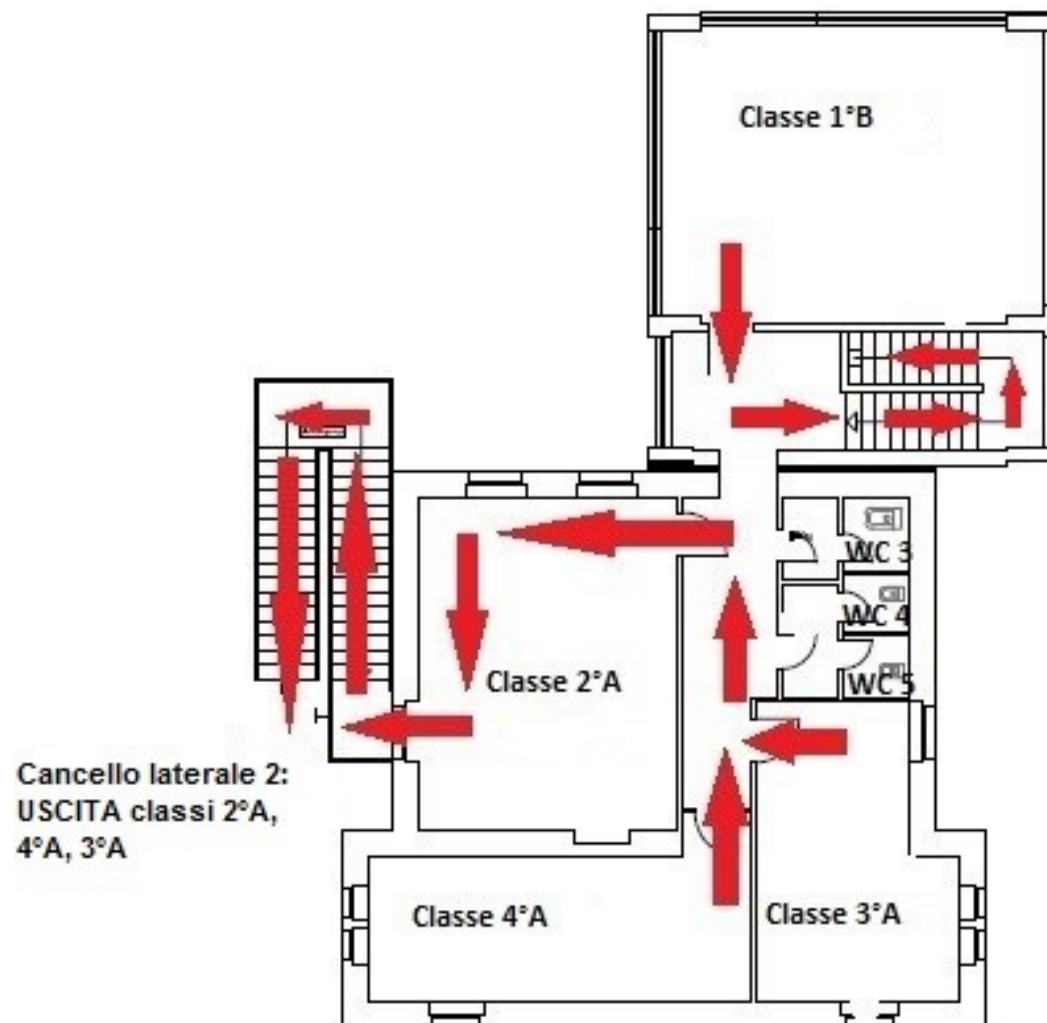 Classe 1°B
WC 3
WC 4
Classe 2°A
WC 5
Cancello laterale 2:
USCITA classi 2°A,
4°A, 3°A
Classe 4°A
Classe 3°A